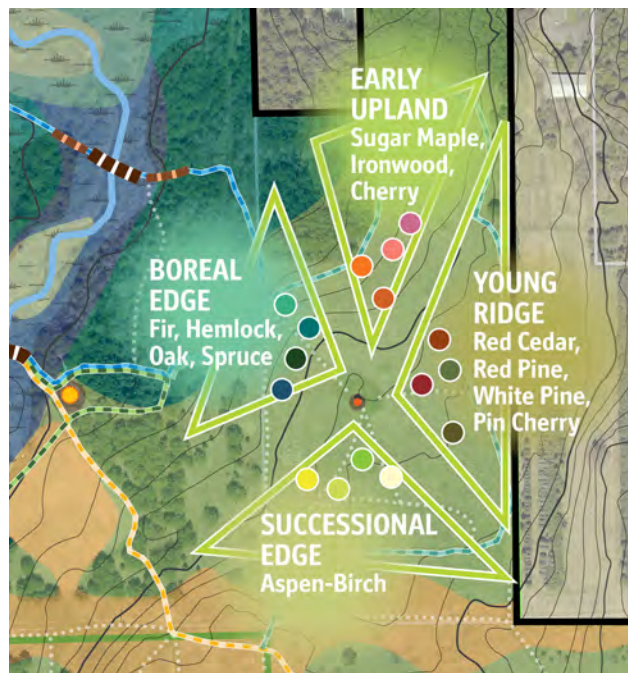 EARLY
UPLAND
Sugar Maple,
Ironwood,
Cherry
BOREAL
EDGE
Fir, Hemlock,
Oak, Spruce
YOUNG
RIDGE
Red Cedar,
Red Pine,
White Pine,
Pin Cherry
SUCCESSIONAL
EDGE
Aspen-Birch